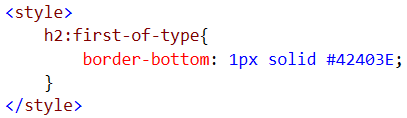 <style>
h2:first-of-type{
border-bottom: 1px solid #42403E;
}
</style>